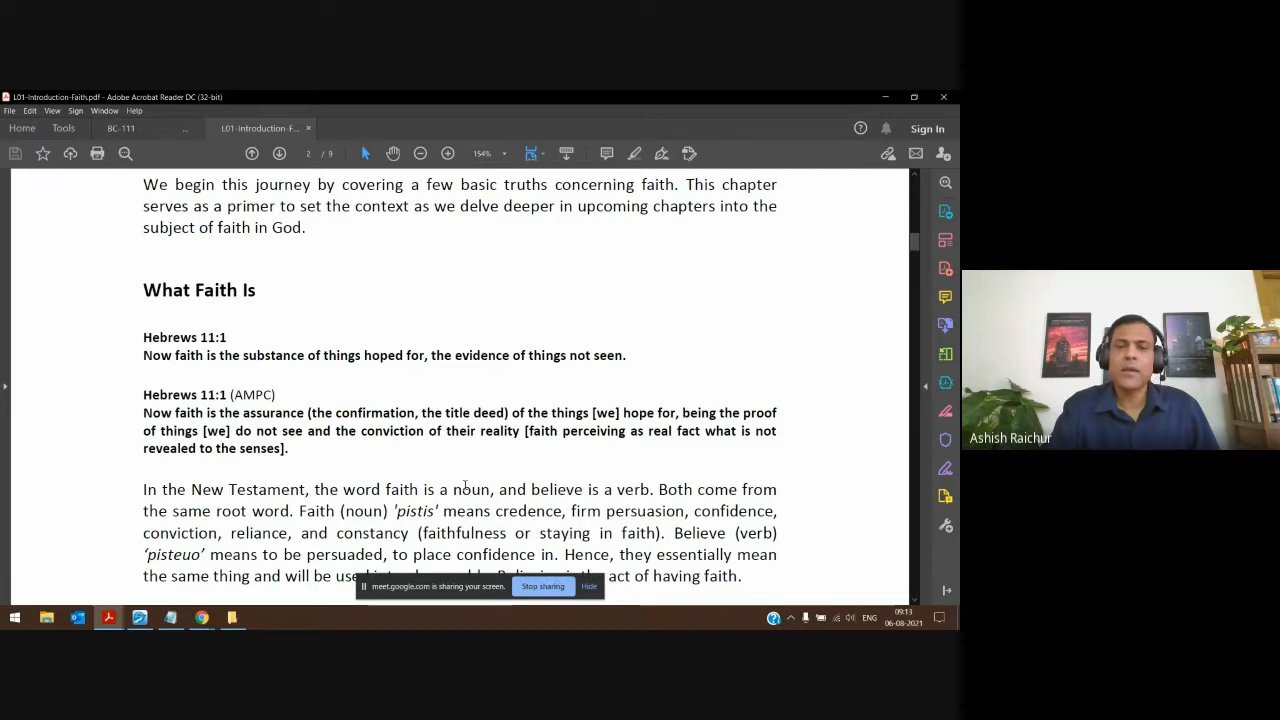 L01-Introduction-Faith.pdf - Adobe Acrobat Reader DC (32-bit)
File Edit View Sign Window Help
Home Tools BC-111 ... L01-Introduction-F... × Sign In
2 / 9 154%
We begin this journey by covering a few basic truths concerning faith. This chapter
serves as a primer to set the context as we delve deeper in upcoming chapters into the
subject of faith in God.
What Faith Is
Hebrews 11:1
Now faith is the substance of things hoped for, the evidence of things not seen.
Hebrews 11:1 (AMPC)
Now faith is the assurance (the confirmation, the title deed) of the things [we] hope for, being the proof
of things [we] do not see and the conviction of their reality [faith perceiving as real fact what is not
revealed to the senses].
In the New Testament, the word faith is a noun, and believe is a verb. Both come from
the same root word. Faith (noun) 'pistis' means credence, firm persuasion, confidence,
conviction, reliance, and constancy (faithfulness or staying in faith). Believe (verb)
‘pisteuo’ means to be persuaded, to place confidence in. Hence, they essentially mean
the same thing and will be the act of having faith.
meet.google.com is sharing your screen. Stop sharing Hide
Ashish Raichur
ENG
09:13
06-08-2021